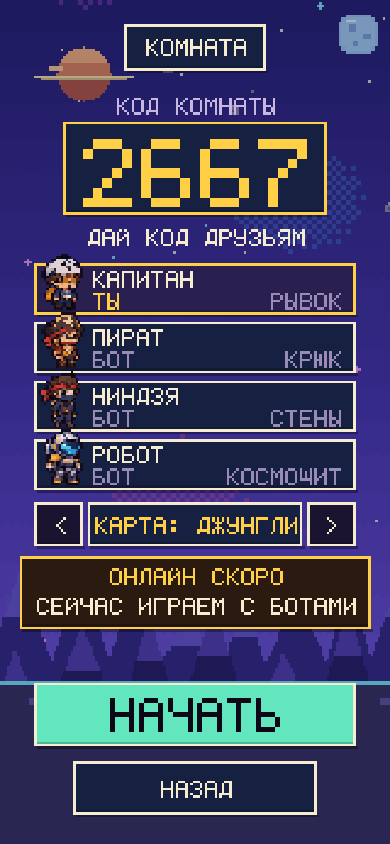 КОМНАТА
КОД КОМНАТЫ
2667
ДАЙ КОД ДРУЗЬЯМ
КАПИТАН
ТЫ РЫВОК
ПИРАТ
БОТ КРЮК
НИНДЗЯ
БОТ СТЕНЫ
РОБОТ
БОТ КОСМОЩИТ
< КАРТА: ДЖУНГЛИ >
ОНЛАЙН СКОРО
СЕЙЧАС ИГРАЕМ С БОТАМИ
НАЧАТЬ
НАЗАД